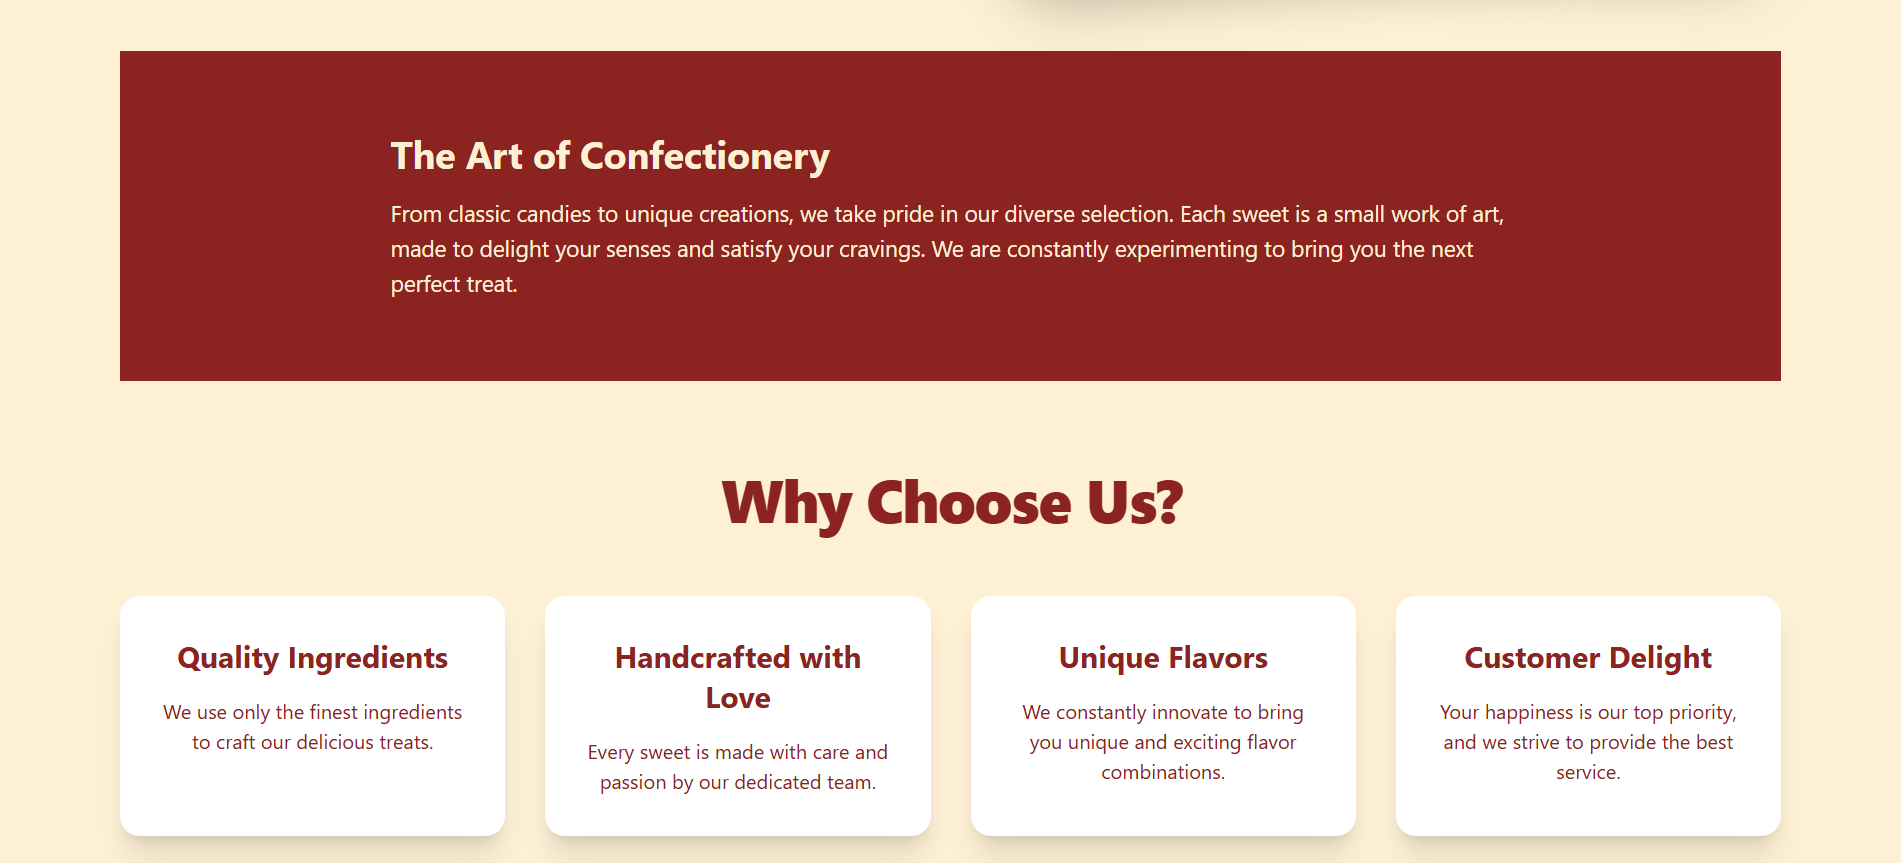 The Art of Confectionery
From classic candies to unique creations, we take pride in our diverse selection. Each sweet is a small work of art,
made to delight your senses and satisfy your cravings. We are constantly experimenting to bring you the next
perfect treat.
Why Choose Us?
Quality Ingredients
We use only the finest ingredients
to craft our delicious treats.
Handcrafted with
Love
Every sweet is made with care and
passion by our dedicated team.
Unique Flavors
We constantly innovate to bring
you unique and exciting flavor
combinations.
Customer Delight
Your happiness is our top priority,
and we strive to provide the best
service.